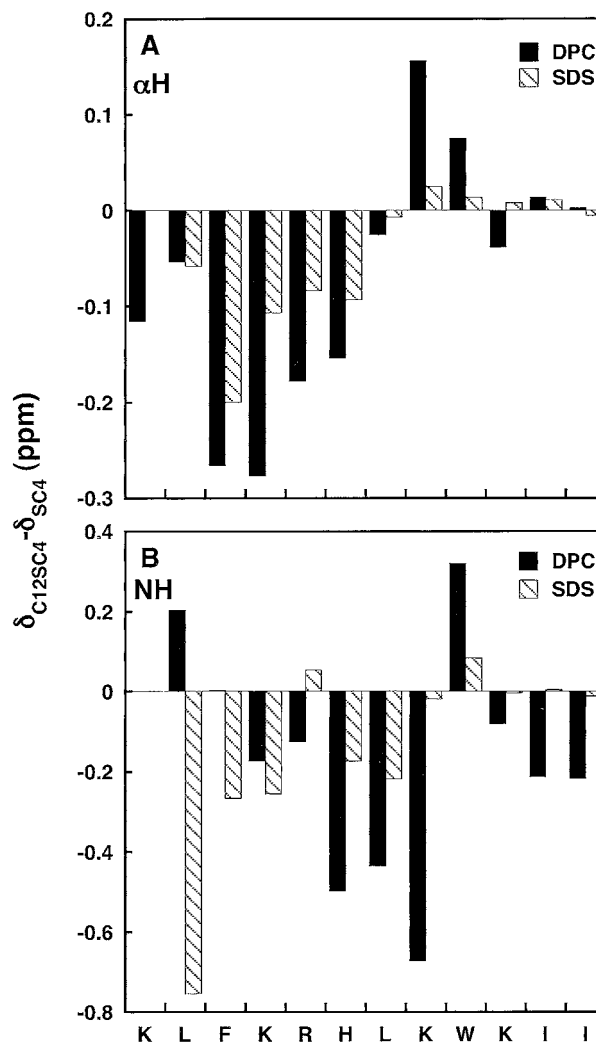 A
αH
DPC
SDS
0.2
0.1
0
-0.1
-0.2
-0.3
δC12SC4-δSC4 (ppm)
B
NH
DPC
SDS
0.4
0.2
0
-0.2
-0.4
-0.6
-0.8
K L F K R H L K W K I I